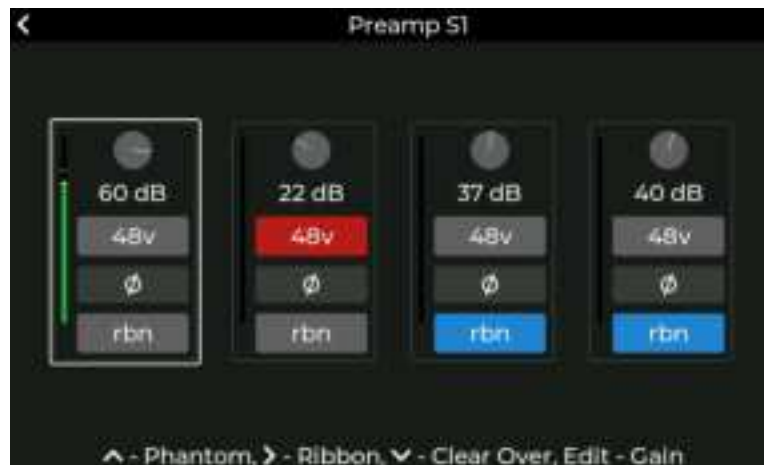 Preamp S1
60 dB 22 dB 37 dB 40 dB
48v 48v 48v 48v
ø ø ø ø
rbn rbn rbn rbn
^ - Phantom, > - Ribbon, ⌄ - Clear Over, Edit - Gain